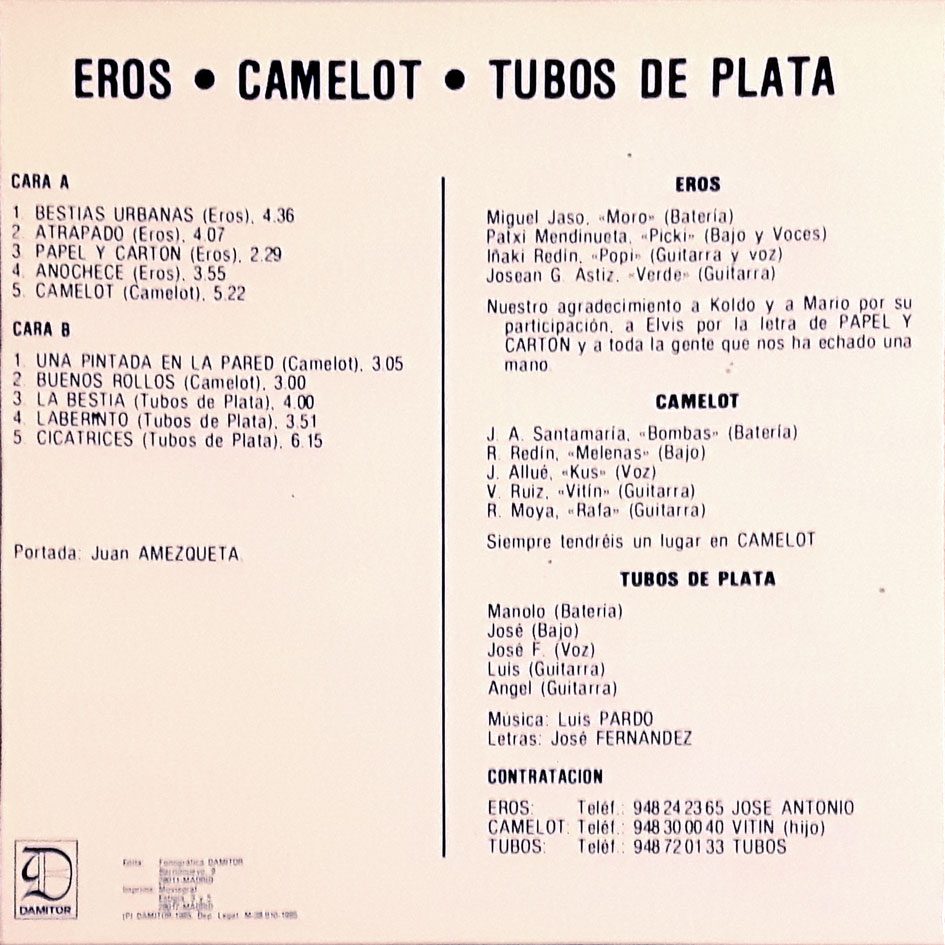 EROS • CAMELOT • TUBOS DE PLATA
CARA A
1. BESTIAS URBANAS (Eros), 4.36
2. ATRAPADO (Eros), 4.07
3. PAPEL Y CARTON (Eros), 2.29
4. ANOCHECE (Eros), 3.55
5. CAMELOT (Camelot), 5.22
CARA B
1. UNA PINTADA EN LA PARED (Camelot), 3.05
2. BUENOS ROLLOS (Camelot), 3.00
3. LA BESTIA (Tubos de Plata), 4.00
4. LABERINTO (Tubos de Plata), 3.51
5. CICATRICES (Tubos de Plata), 6.15
Portada: Juan AMEZQUETA.
EROS
Miguel Jaso, «Moro» (Batería)
Patxi Mendinueta, «Picki» (Bajo y Voces)
Iñaki Redín, «Popi» (Guitarra y voz)
Josean G. Astiz, «Verde» (Guitarra)
Nuestro agradecimiento a Koldo y a Mario por su
participación, a Elvis por la letra de PAPEL Y
CARTON y a toda la gente que nos ha echado una
mano
CAMELOT
J. A. Santamaría, «Bombas» (Batería)
R. Redín, «Melenas» (Bajo)
J. Allué, «Kus» (Voz)
V. Ruiz, «Vitín» (Guitarra)
R. Moya, «Rafa» (Guitarra)
Siempre tendréis un lugar en CAMELOT
TUBOS DE PLATA
Manolo (Batería)
José (Bajo)
José F. (Voz)
Luis (Guitarra)
Angel (Guitarra)
Música: Luis PARDO
Letras: José FERNANDEZ
CONTRATACION
EROS: Teléf.: 948 24 23 65 JOSE ANTONIO
CAMELOT: Teléf.: 948 30 00 40 VITIN (hijo)
TUBOS: Teléf.: 948 72 01 33 TUBOS
DAMITOR
Edita: Fonográfica DAMITOR
28011-MADRID
Imprime:
28017-MADRID
(P) DAMITOR 1985. Dep. Legal